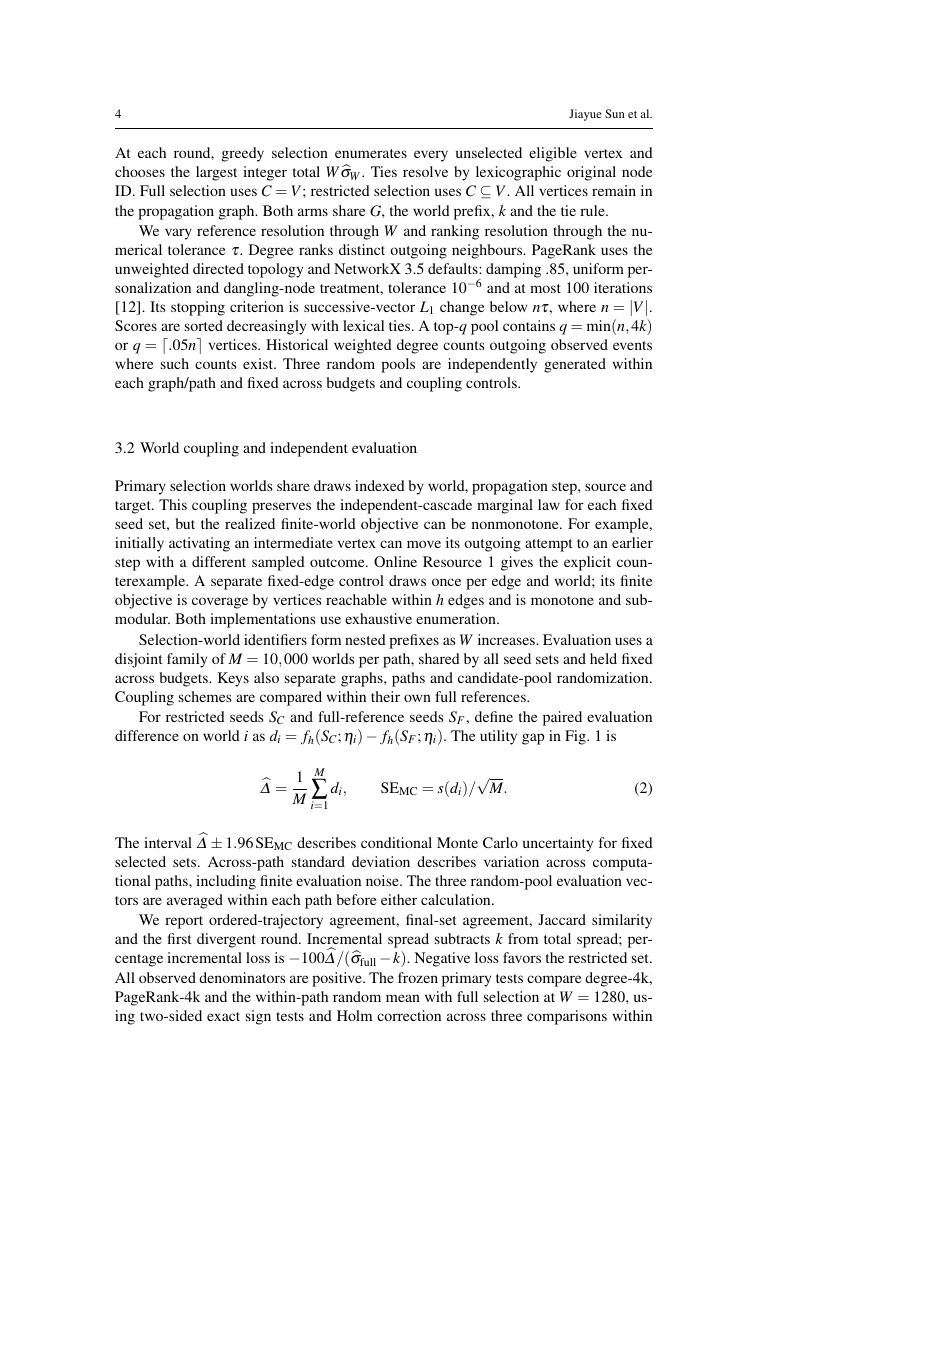 4
Jiayue Sun et al.
At each round, greedy selection enumerates every unselected eligible vertex and
chooses the largest integer total Wσ̂_W. Ties resolve by lexicographic original node
ID. Full selection uses C = V; restricted selection uses C ⊆ V. All vertices remain in
the propagation graph. Both arms share G, the world prefix, k and the tie rule.
We vary reference resolution through W and ranking resolution through the nu-
merical tolerance τ. Degree ranks distinct outgoing neighbours. PageRank uses the
unweighted directed topology and NetworkX 3.5 defaults: damping .85, uniform per-
sonalization and dangling-node treatment, tolerance 10⁻⁶ and at most 100 iterations
[12]. Its stopping criterion is successive-vector L₁ change below nτ, where n = |V|.
Scores are sorted decreasingly with lexical ties. A top-q pool contains q = min(n, 4k)
or q = ⌈.05n⌉ vertices. Historical weighted degree counts outgoing observed events
where such counts exist. Three random pools are independently generated within
each graph/path and fixed across budgets and coupling controls.
3.2 World coupling and independent evaluation
Primary selection worlds share draws indexed by world, propagation step, source and
target. This coupling preserves the independent-cascade marginal law for each fixed
seed set, but the realized finite-world objective can be nonmonotone. For example,
initially activating an intermediate vertex can move its outgoing attempt to an earlier
step with a different sampled outcome. Online Resource 1 gives the explicit coun-
terexample. A separate fixed-edge control draws once per edge and world; its finite
objective is coverage by vertices reachable within h edges and is monotone and sub-
modular. Both implementations use exhaustive enumeration.
Selection-world identifiers form nested prefixes as W increases. Evaluation uses a
disjoint family of M = 10,000 worlds per path, shared by all seed sets and held fixed
across budgets. Keys also separate graphs, paths and candidate-pool randomization.
Coupling schemes are compared within their own full references.
For restricted seeds S_C and full-reference seeds S_F, define the paired evaluation
difference on world i as d_i = f_h(S_C; η_i) − f_h(S_F; η_i). The utility gap in Fig. 1 is
Δ̂ = 1/M ∑_{i=1}^{M} d_i, SE_MC = s(d_i)/√M. (2)
The interval Δ̂ ± 1.96 SE_MC describes conditional Monte Carlo uncertainty for fixed
selected sets. Across-path standard deviation describes variation across computa-
tional paths, including finite evaluation noise. The three random-pool evaluation vec-
tors are averaged within each path before either calculation.
We report ordered-trajectory agreement, final-set agreement, Jaccard similarity
and the first divergent round. Incremental spread subtracts k from total spread; per-
centage incremental loss is −100Δ̂/(σ̂_full − k). Negative loss favors the restricted set.
All observed denominators are positive. The frozen primary tests compare degree-4k,
PageRank-4k and the within-path random mean with full selection at W = 1280, us-
ing two-sided exact sign tests and Holm correction across three comparisons within